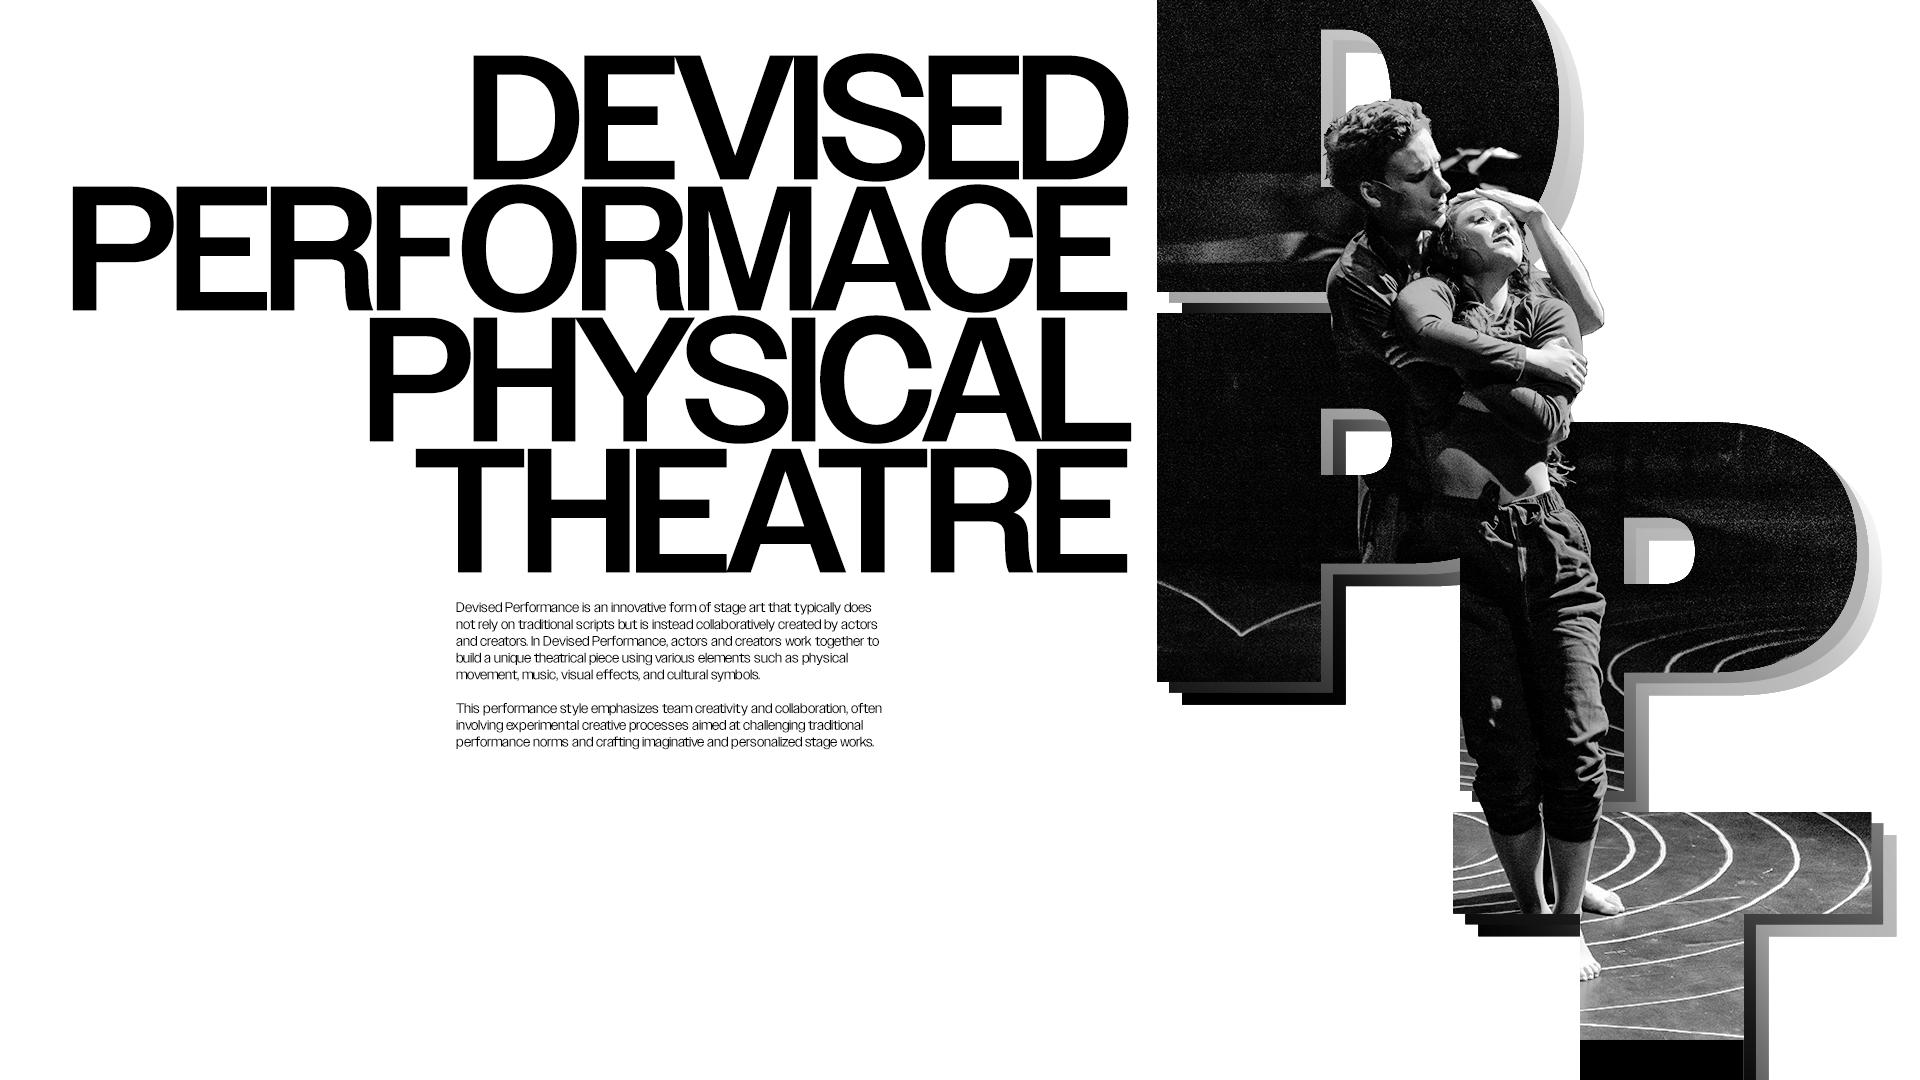 DEVISED
PERFORMACE
PHYSICAL
THEATRE
Devised Performance is an innovative form of stage art that typically does
not rely on traditional scripts but is instead collaboratively created by actors
and creators. In Devised Performance, actors and creators work together to
build a unique theatrical piece using various elements such as physical
movement, music, visual effects, and cultural symbols.
This performance style emphasizes team creativity and collaboration, often
involving experimental creative processes aimed at challenging traditional
performance norms and crafting imaginative and personalized stage works.
D
P
P
T